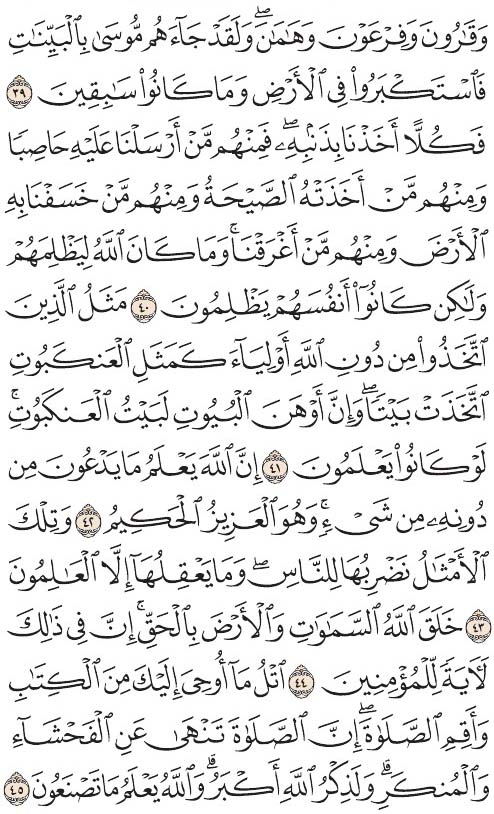 وَقَٰرُونَ وَفِرْعَوْنَ وَهَٰمَٰنَۖ وَلَقَدْ جَآءَهُم مُّوسَىٰ بِٱلْبَيِّنَٰتِ
فَٱسْتَكْبَرُوا۟ فِى ٱلْأَرْضِ وَمَا كَانُوا۟ سَٰبِقِينَ ٣٩
فَكُلًّا أَخَذْنَا بِذَنۢبِهِۦۖ فَمِنْهُم مَّنْ أَرْسَلْنَا عَلَيْهِ حَاصِبًا
وَمِنْهُم مَّنْ أَخَذَتْهُ ٱلصَّيْحَةُ وَمِنْهُم مَّنْ خَسَفْنَا بِهِ
ٱلْأَرْضَ وَمِنْهُم مَّنْ أَغْرَقْنَاۚ وَمَا كَانَ ٱللَّهُ لِيَظْلِمَهُمْ
وَلَٰكِن كَانُوٓا۟ أَنفُسَهُمْ يَظْلِمُونَ ٤٠ مَثَلُ ٱلَّذِينَ
ٱتَّخَذُوا۟ مِن دُونِ ٱللَّهِ أَوْلِيَآءَ كَمَثَلِ ٱلْعَنكَبُوتِ
ٱتَّخَذَتْ بَيْتًاۖ وَإِنَّ أَوْهَنَ ٱلْبُيُوتِ لَبَيْتُ ٱلْعَنكَبُوتِۚ
لَوْ كَانُوا۟ يَعْلَمُونَ ٤١ إِنَّ ٱللَّهَ يَعْلَمُ مَا يَدْعُونَ مِن
دُونِهِۦ مِن شَىْءٍۚ وَهُوَ ٱلْعَزِيزُ ٱلْحَكِيمُ ٤٢ وَتِلْكَ
ٱلْأَمْثَٰلُ نَضْرِبُهَا لِلنَّاسِۖ وَمَا يَعْقِلُهَآ إِلَّا ٱلْعَٰلِمُونَ
٤٣ خَلَقَ ٱللَّهُ ٱلسَّمَٰوَٰتِ وَٱلْأَرْضَ بِٱلْحَقِّۚ إِنَّ فِى ذَٰلِكَ
لَءَايَةً لِّلْمُؤْمِنِينَ ٤٤ ٱتْلُ مَآ أُوحِىَ إِلَيْكَ مِنَ ٱلْكِتَٰبِ
وَأَقِمِ ٱلصَّلَوٰةَۖ إِنَّ ٱلصَّلَوٰةَ تَنْهَىٰ عَنِ ٱلْفَحْشَآءِ
وَٱلْمُنكَرِۗ وَلَذِكْرُ ٱللَّهِ أَكْبَرُۗ وَٱللَّهُ يَعْلَمُ مَا تَصْنَعُونَ ٤٥